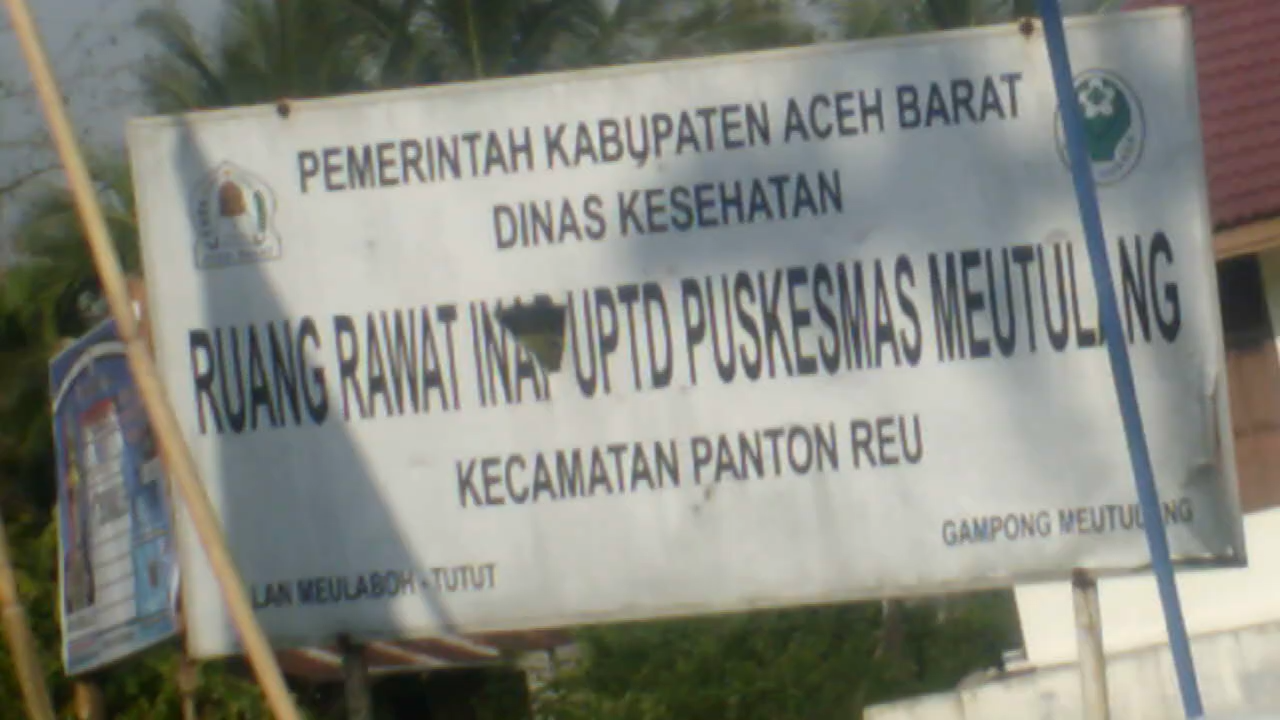 PEMERINTAH KABUPATEN ACEH BARAT
DINAS KESEHATAN
RUANG RAWAT INAP UPTD PUSKESMAS MEUTULANG
KECAMATAN PANTON REU
GAMPONG MEUTULANG
LAN MEULABOH - TUTUT